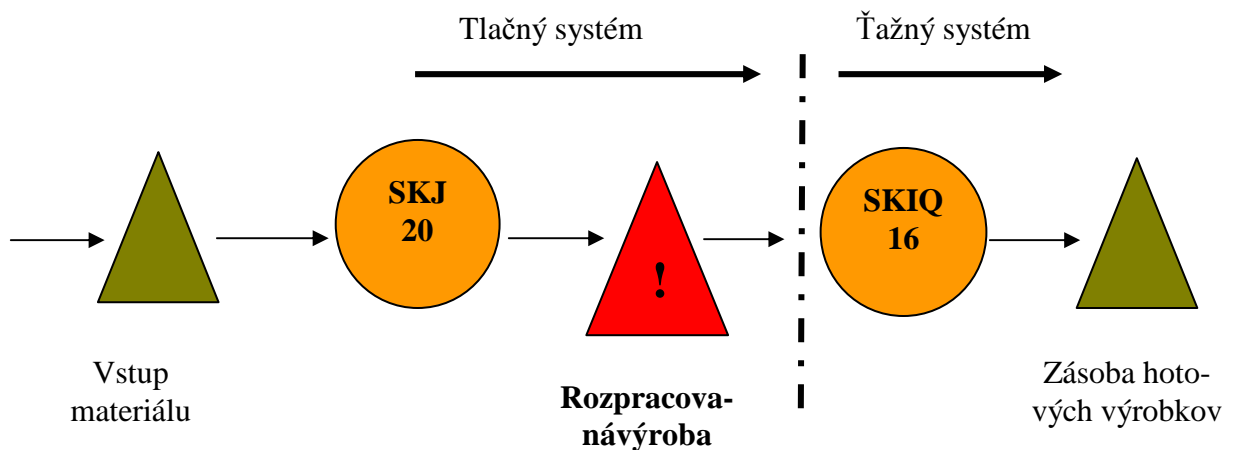 Tlačný systém
Ťažný systém
SKJ
20
!
SKIQ
16
Vstup
materiálu
Rozpracova-
návýroba
Zásoba hoto-
vých výrobkov